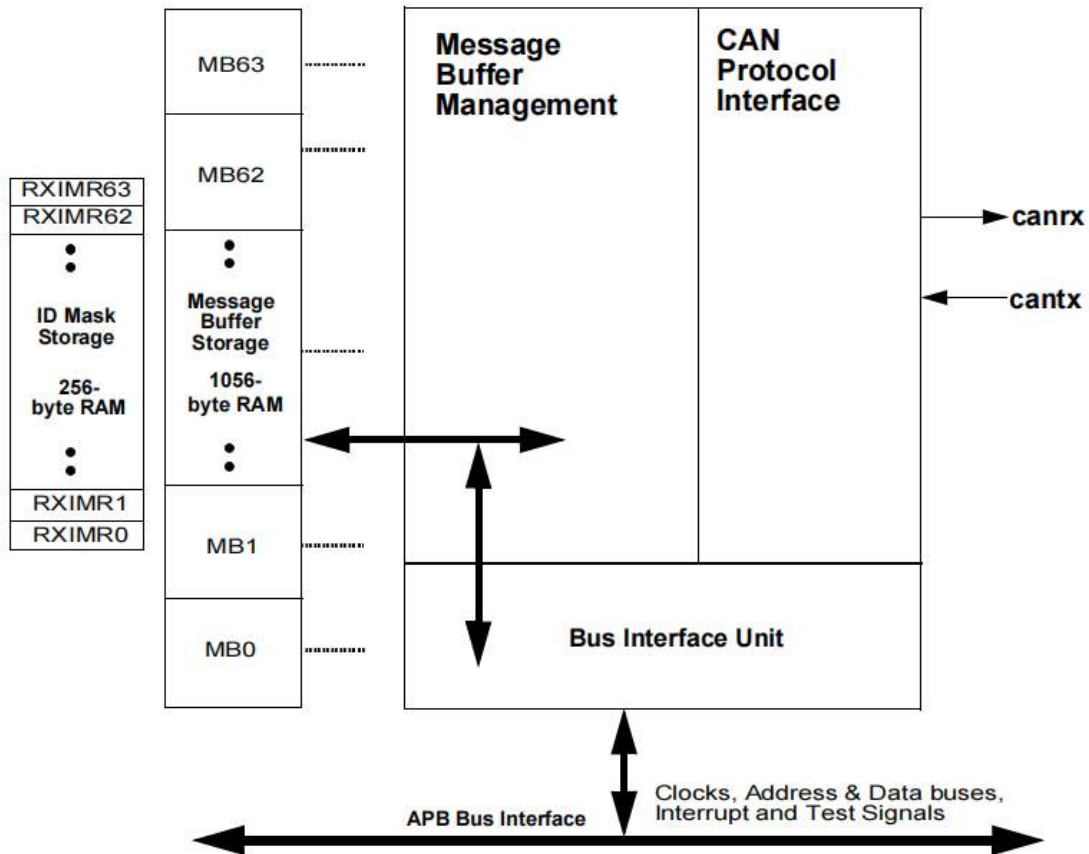 MB63
MB62
Message
Buffer
Storage
1056-
byte RAM
MB1
MB0
RXIMR63
RXIMR62
ID Mask
Storage
256-
byte RAM
RXIMR1
RXIMR0
Message
Buffer
Management
CAN
Protocol
Interface
canrx
cantx
Bus Interface Unit
Clocks, Address & Data buses,
Interrupt and Test Signals
APB Bus Interface